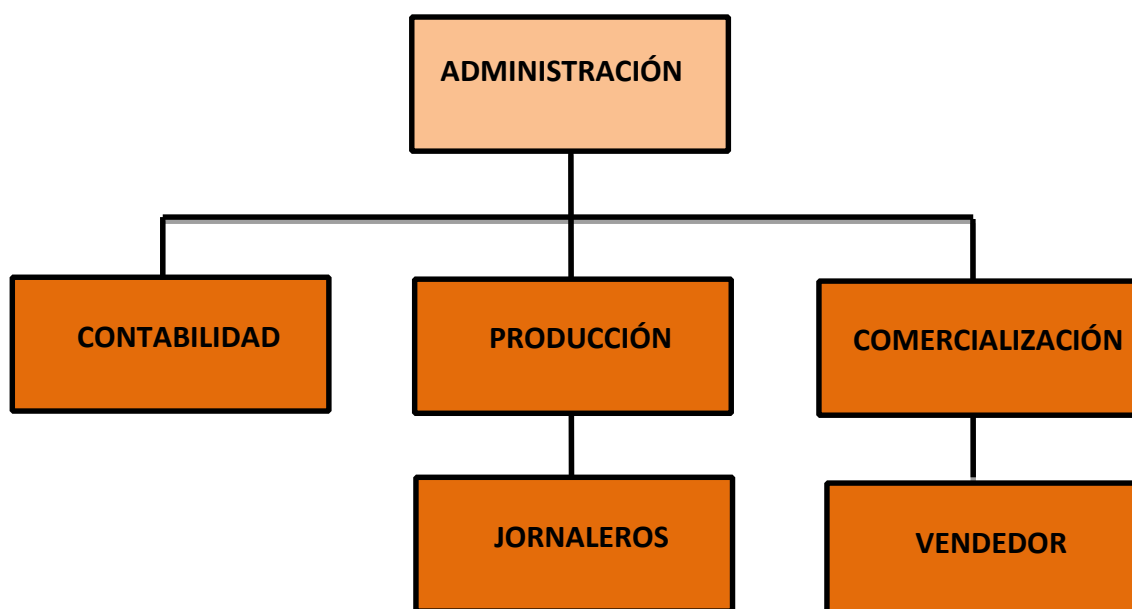 ADMINISTRACIÓN
CONTABILIDAD
PRODUCCIÓN
COMERCIALIZACIÓN
JORNALEROS
VENDEDOR